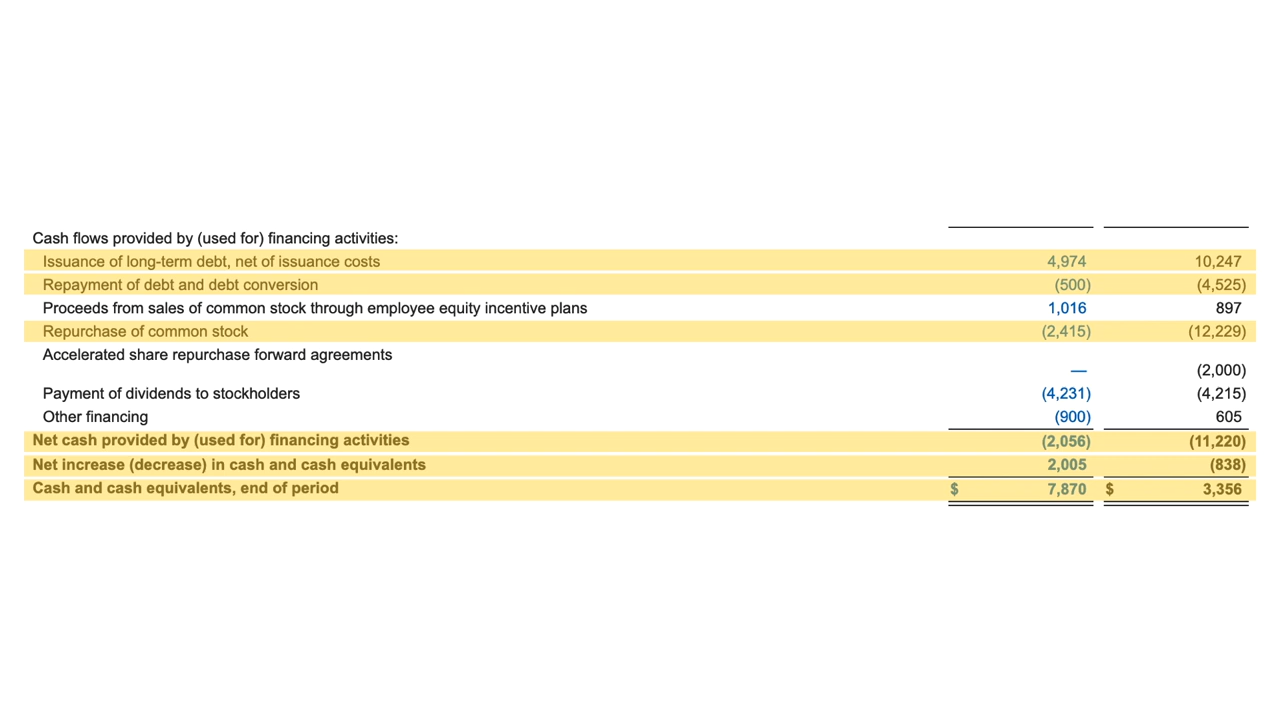 Cash flows provided by (used for) financing activities:
Issuance of long-term debt, net of issuance costs 4,974 10,247
Repayment of debt and debt conversion (500) (4,525)
Proceeds from sales of common stock through employee equity incentive plans 1,016 897
Repurchase of common stock (2,415) (12,229)
Accelerated share repurchase forward agreements — (2,000)
Payment of dividends to stockholders (4,231) (4,215)
Other financing (900) 605
Net cash provided by (used for) financing activities (2,056) (11,220)
Net increase (decrease) in cash and cash equivalents 2,005 (838)
Cash and cash equivalents, end of period $ 7,870 $ 3,356